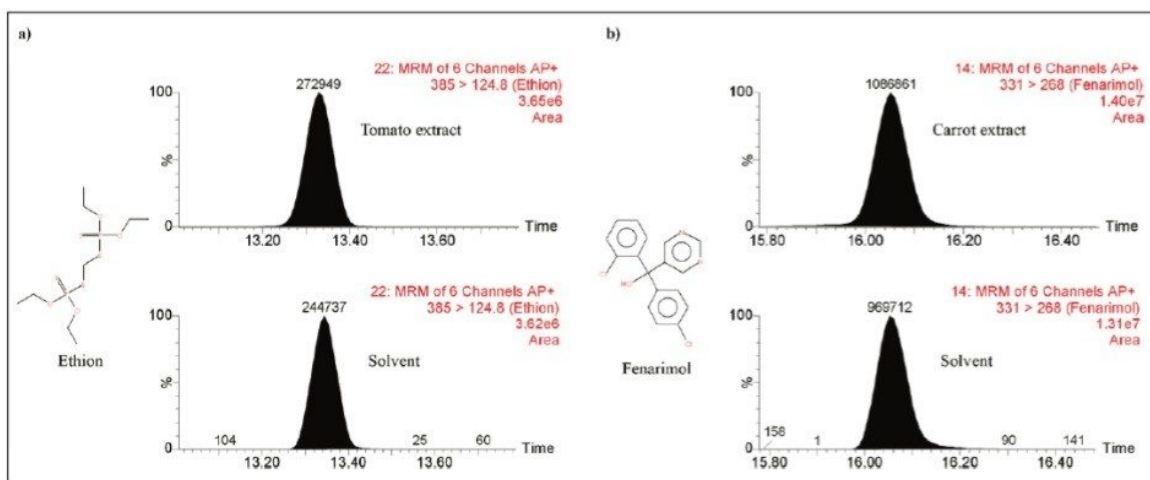 a)
22: MRM of 6 Channels AP+
385 > 124.8 (Ethion)
3.65e6
Area
272949
100
%
0
Tomato extract
Time
13.20 13.40 13.60
Ethion
22: MRM of 6 Channels AP+
385 > 124.8 (Ethion)
3.62e6
Area
244737
100
%
0
Solvent
104 25 60
Time
13.20 13.40 13.60
b)
14: MRM of 6 Channels AP+
331 > 268 (Fenarimol)
1.40e7
Area
1086861
100
%
0
Carrot extract
Time
15.80 16.00 16.20 16.40
HO
Fenarimol
14: MRM of 6 Channels AP+
331 > 268 (Fenarimol)
1.31e7
Area
969712
100
%
0
Solvent
158 1 90 141
Time
15.80 16.00 16.20 16.40